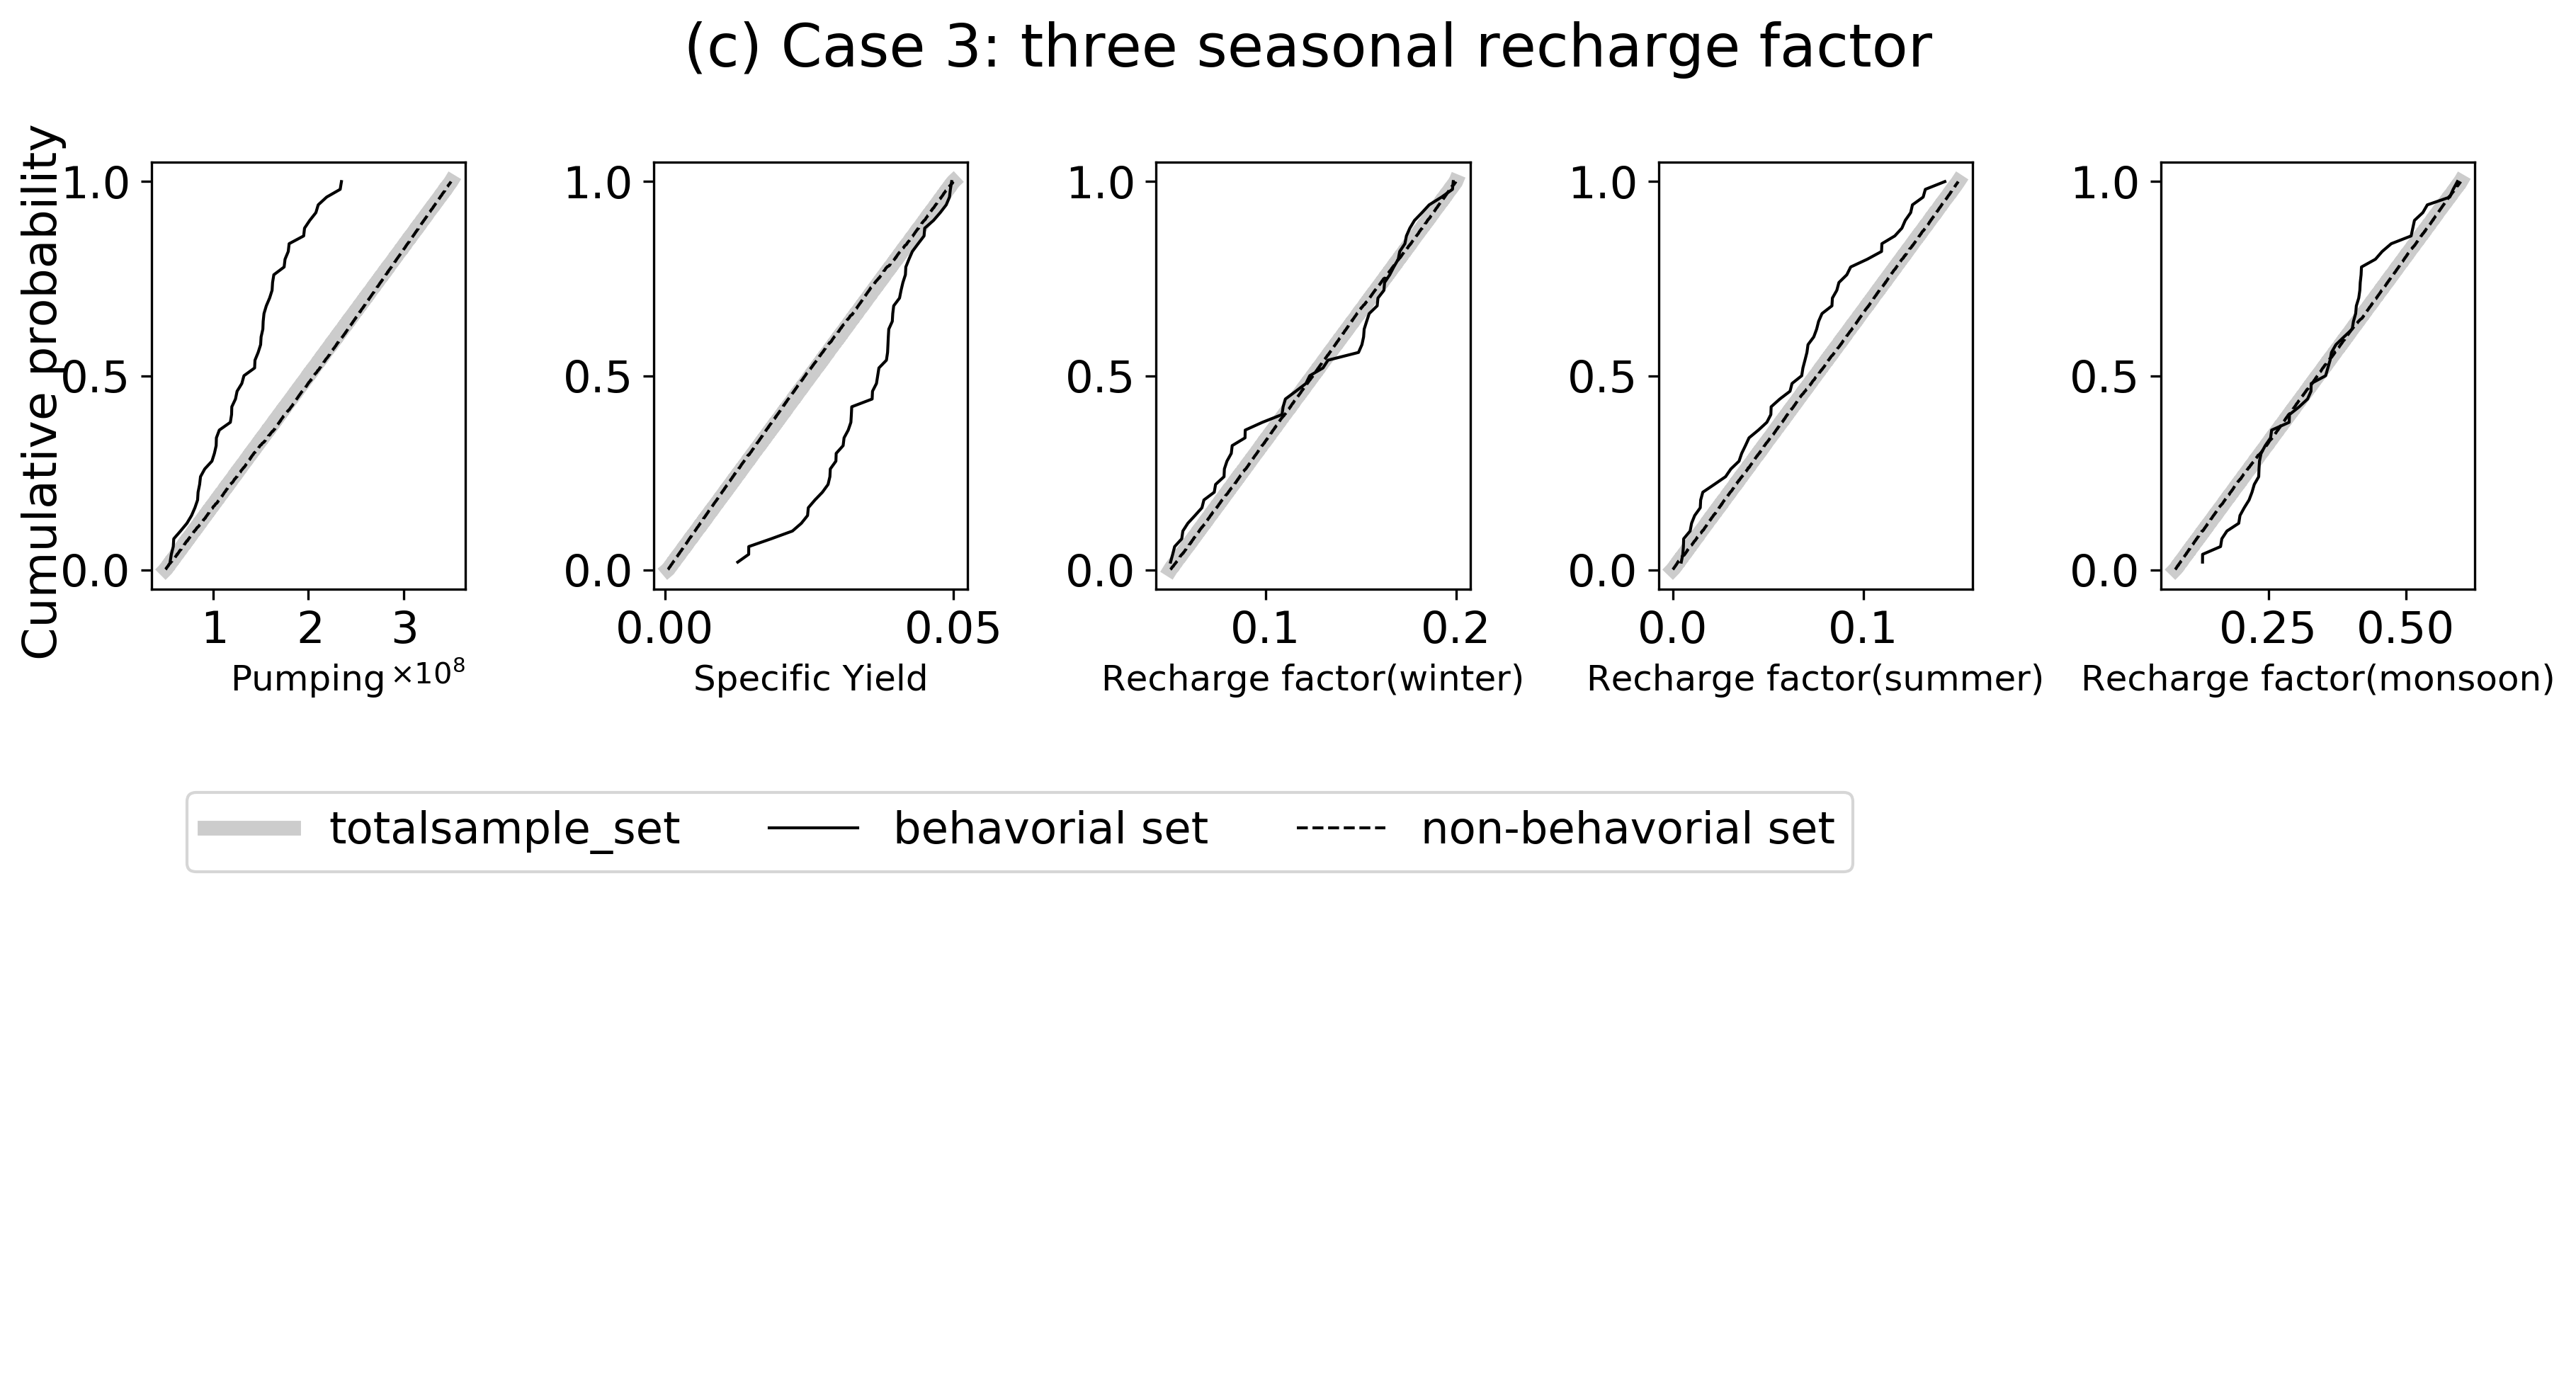 (c) Case 3: three seasonal recharge factor
Cumulative probability
1.0
0.5
0.0
1 2 3
Pumping ×10⁸
1.0
0.5
0.0
0.00 0.05
Specific Yield
1.0
0.5
0.0
0.1 0.2
Recharge factor(winter)
1.0
0.5
0.0
0.0 0.1
Recharge factor(summer)
1.0
0.5
0.0
0.25 0.50
Recharge factor(monsoon)
totalsample_set behavorial set non-behavorial set